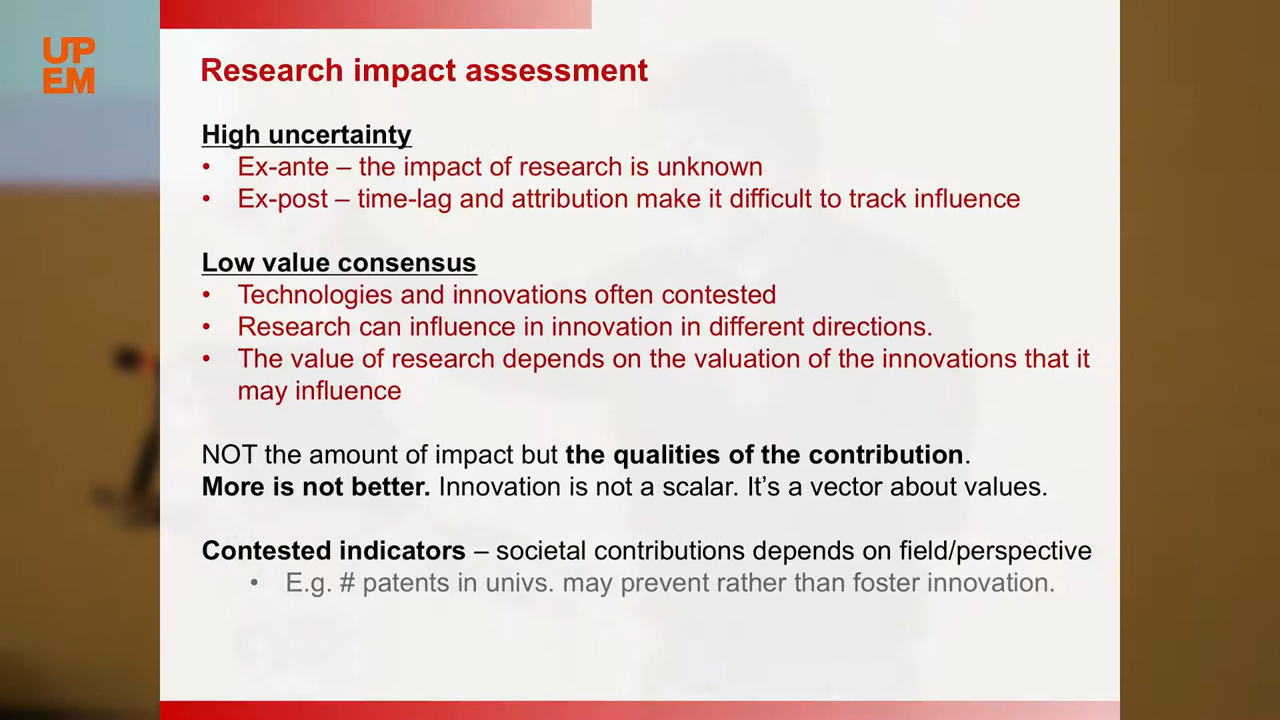 UP
EM
Research impact assessment
High uncertainty
• Ex-ante – the impact of research is unknown
• Ex-post – time-lag and attribution make it difficult to track influence
Low value consensus
• Technologies and innovations often contested
• Research can influence in innovation in different directions.
• The value of research depends on the valuation of the innovations that it
may influence
NOT the amount of impact but the qualities of the contribution.
More is not better. Innovation is not a scalar. It's a vector about values.
Contested indicators – societal contributions depends on field/perspective
• E.g. # patents in univs. may prevent rather than foster innovation.